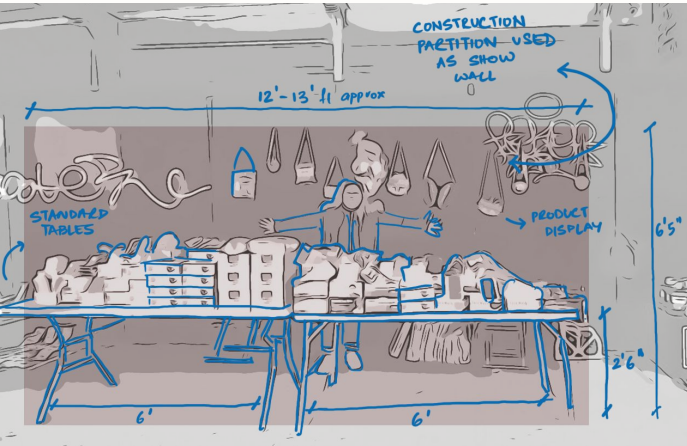 CONSTRUCTION
PARTITION USED
AS SHOW
WALL
12'-13' ft approx
STANDARD
TABLES
PRODUCT
DISPLAY
6'5"
2'6"
6'
6'